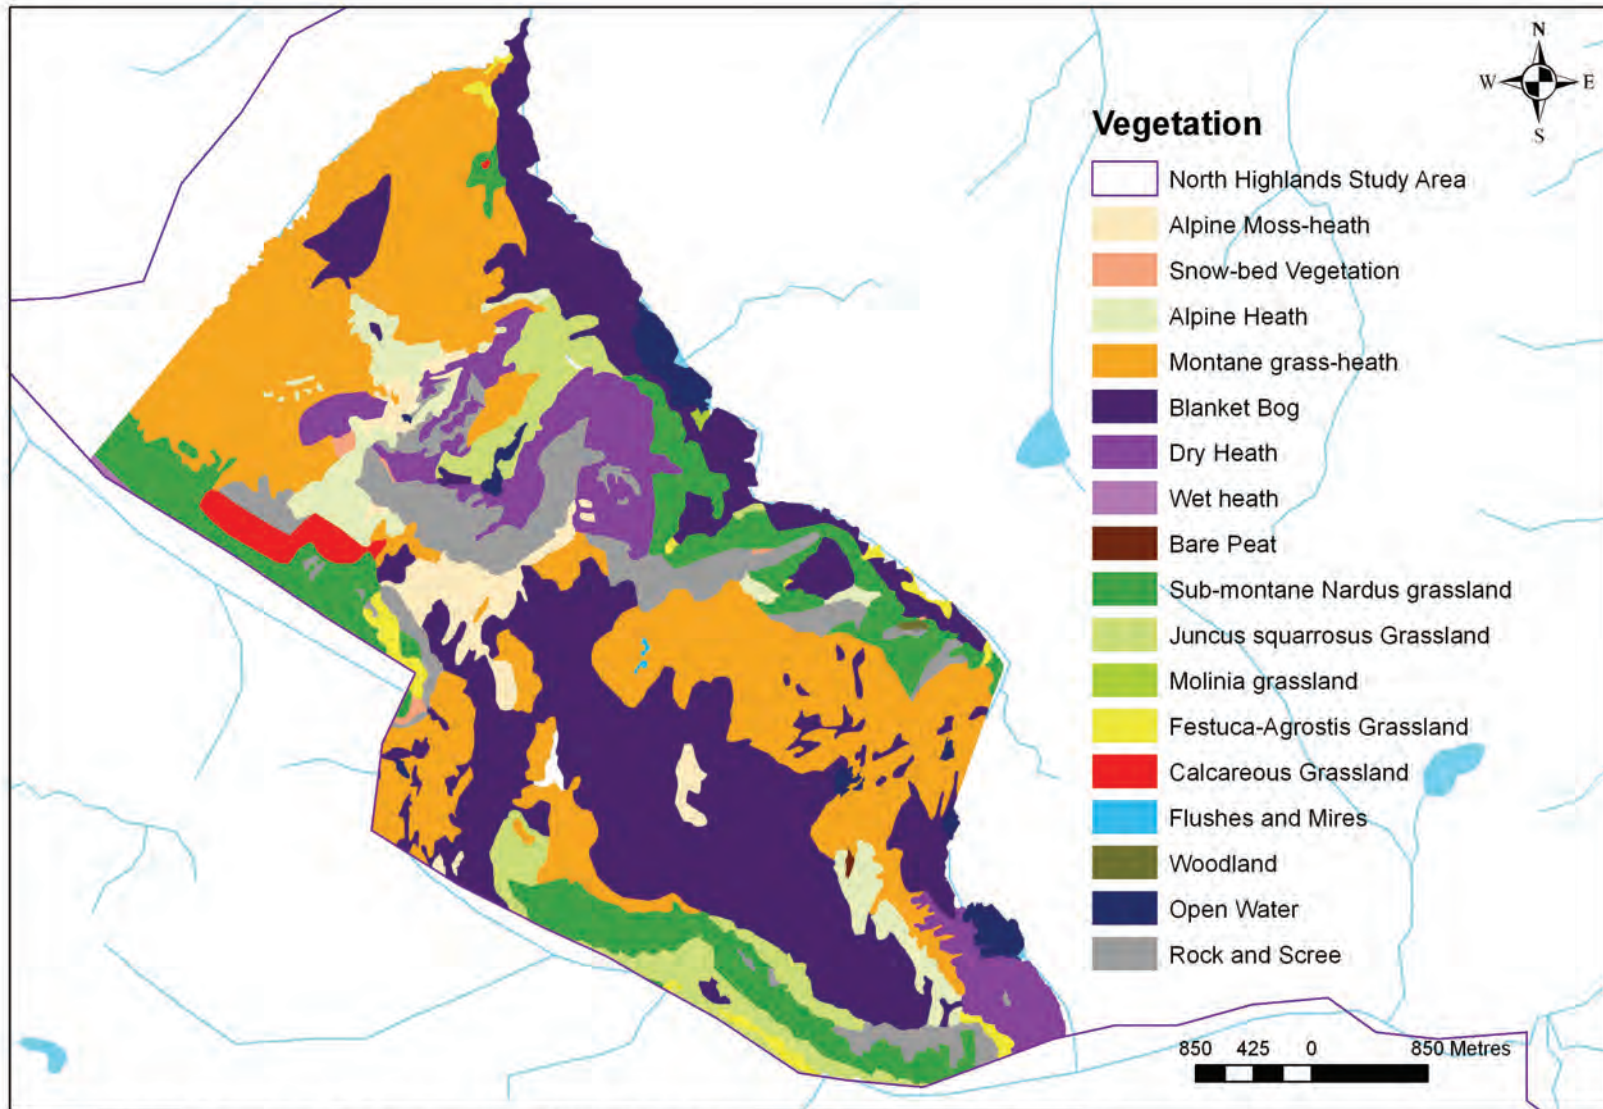 N
W E
S
Vegetation
North Highlands Study Area
Alpine Moss-heath
Snow-bed Vegetation
Alpine Heath
Montane grass-heath
Blanket Bog
Dry Heath
Wet heath
Bare Peat
Sub-montane Nardus grassland
Juncus squarrosus Grassland
Molinia grassland
Festuca-Agrostis Grassland
Calcareous Grassland
Flushes and Mires
Woodland
Open Water
Rock and Scree
850 425 0 850 Metres